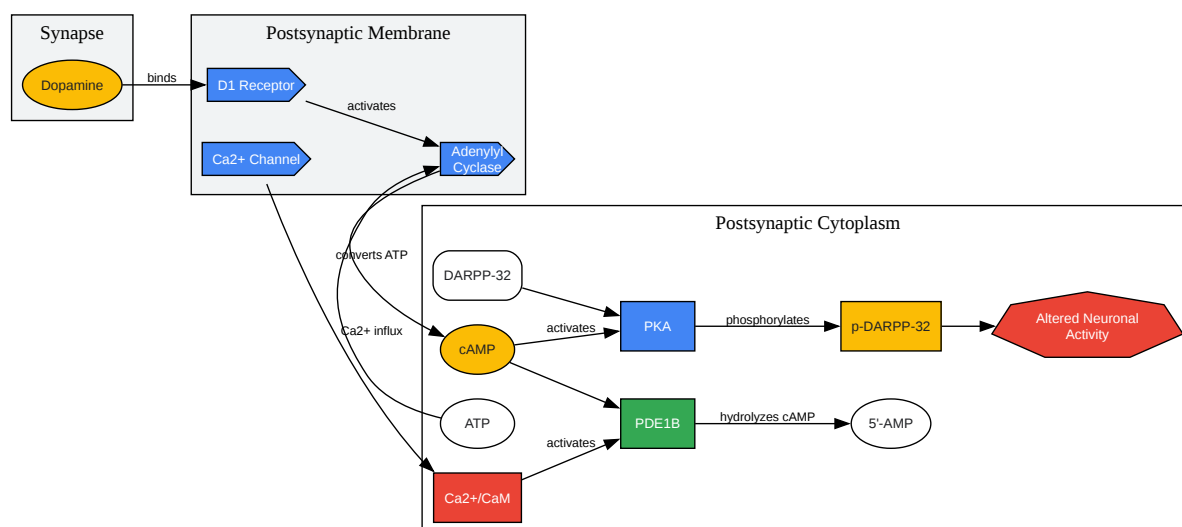 Synapse
Postsynaptic Membrane
Dopamine
binds
D1 Receptor
activates
Ca2+ Channel
Adenylyl
Cyclase
Postsynaptic Cytoplasm
converts ATP
DARPP-32
Ca2+ influx
cAMP
activates
PKA
phosphorylates
p-DARPP-32
Altered Neuronal
Activity
ATP
activates
PDE1B
hydrolyzes cAMP
5'-AMP
Ca2+/CaM